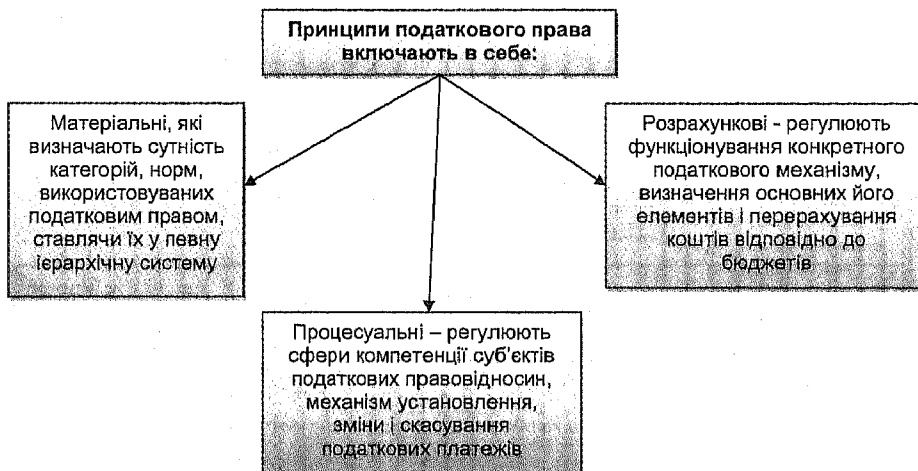 Принципи податкового права
включають в себе:
Матеріальні, які
визначають сутність
категорій, норм,
використовуваних
податковим правом,
ставлячи їх у певну
ієрархічну систему
Розрахункові - регулюють
функціонування конкретного
податкового механізму,
визначення основних його
елементів і перерахування
коштів відповідно до
бюджетів
Процесуальні – регулюють
сфери компетенції суб'єктів
податкових правовідносин,
механізм установлення,
зміни і скасування
податкових платежів